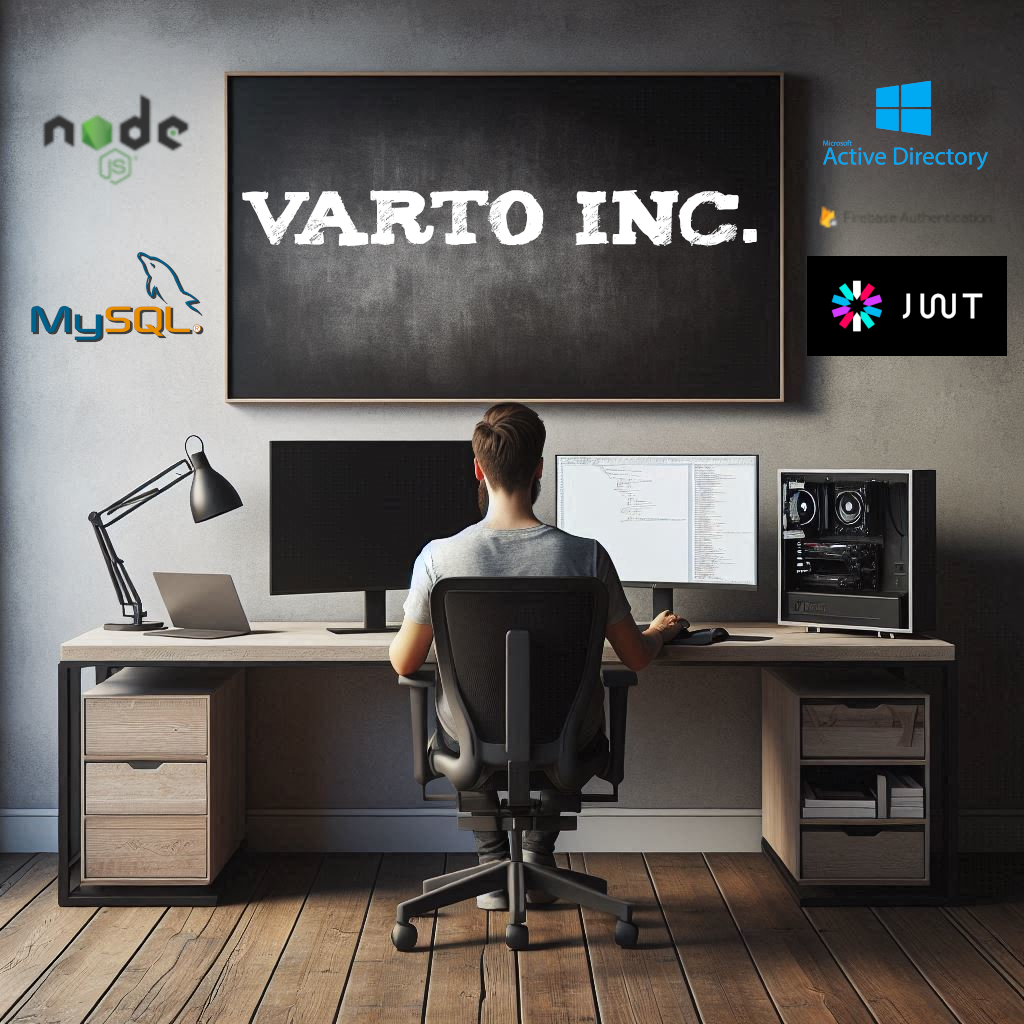 node
JS
VARTO INC.
Microsoft
Active Directory
Firebase Authentication
MySQL®
JWT